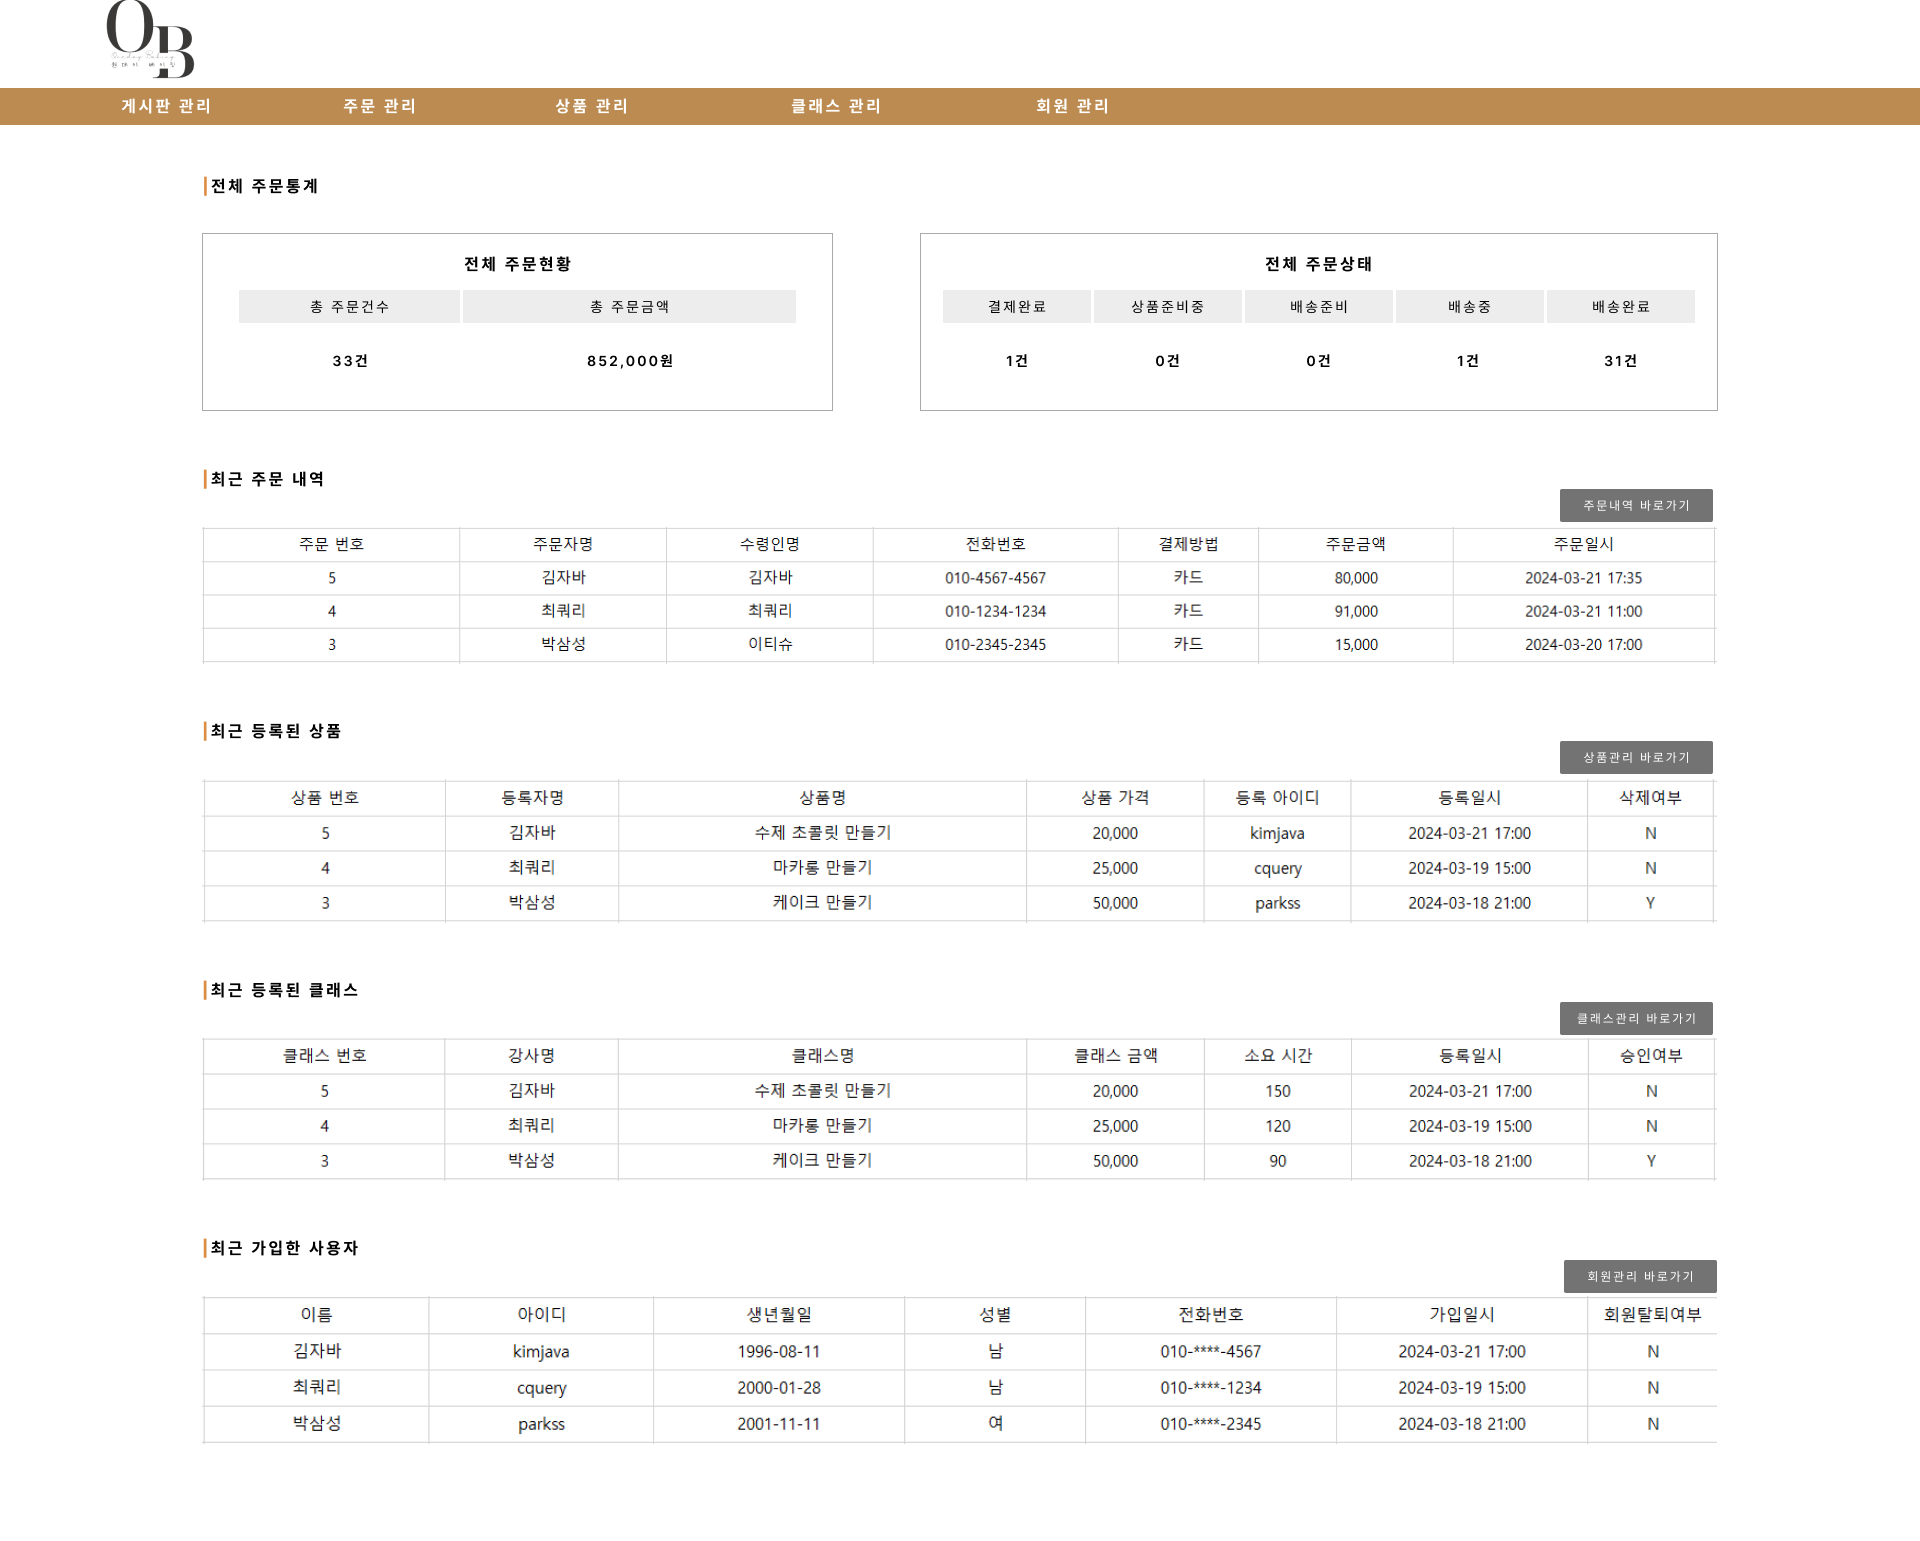 OB
원데이 베이킹
게시판 관리 주문 관리 상품 관리 클래스 관리 회원 관리
전체 주문통계
전체 주문현황
총 주문건수 총 주문금액
33건 852,000원
전체 주문상태
결제완료 상품준비중 배송준비 배송중 배송완료
1건 0건 0건 1건 31건
최근 주문 내역
주문내역 바로가기
주문 번호 주문자명 수령인명 전화번호 결제방법 주문금액 주문일시
5 김자바 김자바 010-4567-4567 카드 80,000 2024-03-21 17:35
4 최쿼리 최쿼리 010-1234-1234 카드 91,000 2024-03-21 11:00
3 박삼성 이티슈 010-2345-2345 카드 15,000 2024-03-20 17:00
최근 등록된 상품
상품관리 바로가기
상품 번호 등록자명 상품명 상품 가격 등록 아이디 등록일시 삭제여부
5 김자바 수제 초콜릿 만들기 20,000 kimjava 2024-03-21 17:00 N
4 최쿼리 마카롱 만들기 25,000 cquery 2024-03-19 15:00 N
3 박삼성 케이크 만들기 50,000 parkss 2024-03-18 21:00 Y
최근 등록된 클래스
클래스관리 바로가기
클래스 번호 강사명 클래스명 클래스 금액 소요 시간 등록일시 승인여부
5 김자바 수제 초콜릿 만들기 20,000 150 2024-03-21 17:00 N
4 최쿼리 마카롱 만들기 25,000 120 2024-03-19 15:00 N
3 박삼성 케이크 만들기 50,000 90 2024-03-18 21:00 Y
최근 가입한 사용자
회원관리 바로가기
이름 아이디 생년월일 성별 전화번호 가입일시 회원탈퇴여부
김자바 kimjava 1996-08-11 남 010-****-4567 2024-03-21 17:00 N
최쿼리 cquery 2000-01-28 남 010-****-1234 2024-03-19 15:00 N
박삼성 parkss 2001-11-11 여 010-****-2345 2024-03-18 21:00 N